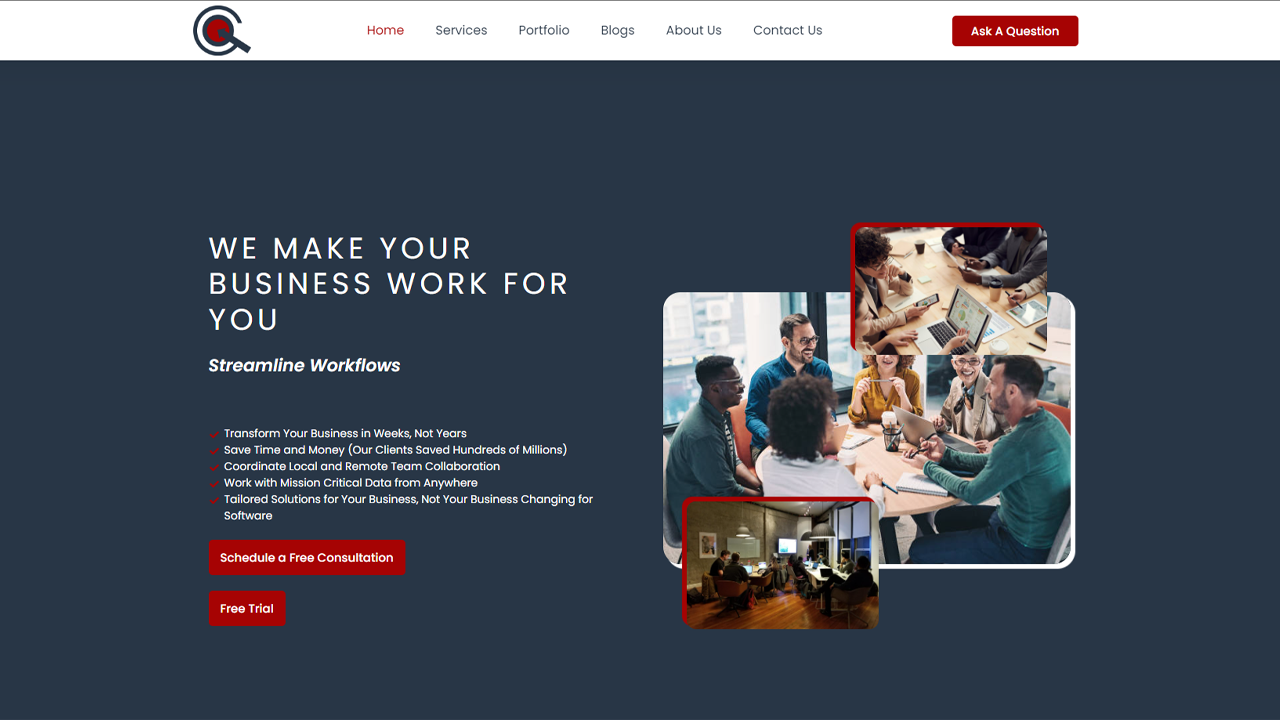 Home
Services
Portfolio
Blogs
About Us
Contact Us
Ask A Question
WE MAKE YOUR
BUSINESS WORK FOR
YOU
Streamline Workflows
Transform Your Business in Weeks, Not Years
Save Time and Money (Our Clients Saved Hundreds of Millions)
Coordinate Local and Remote Team Collaboration
Work with Mission Critical Data from Anywhere
Tailored Solutions for Your Business, Not Your Business Changing for
Software
Schedule a Free Consultation
Free Trial